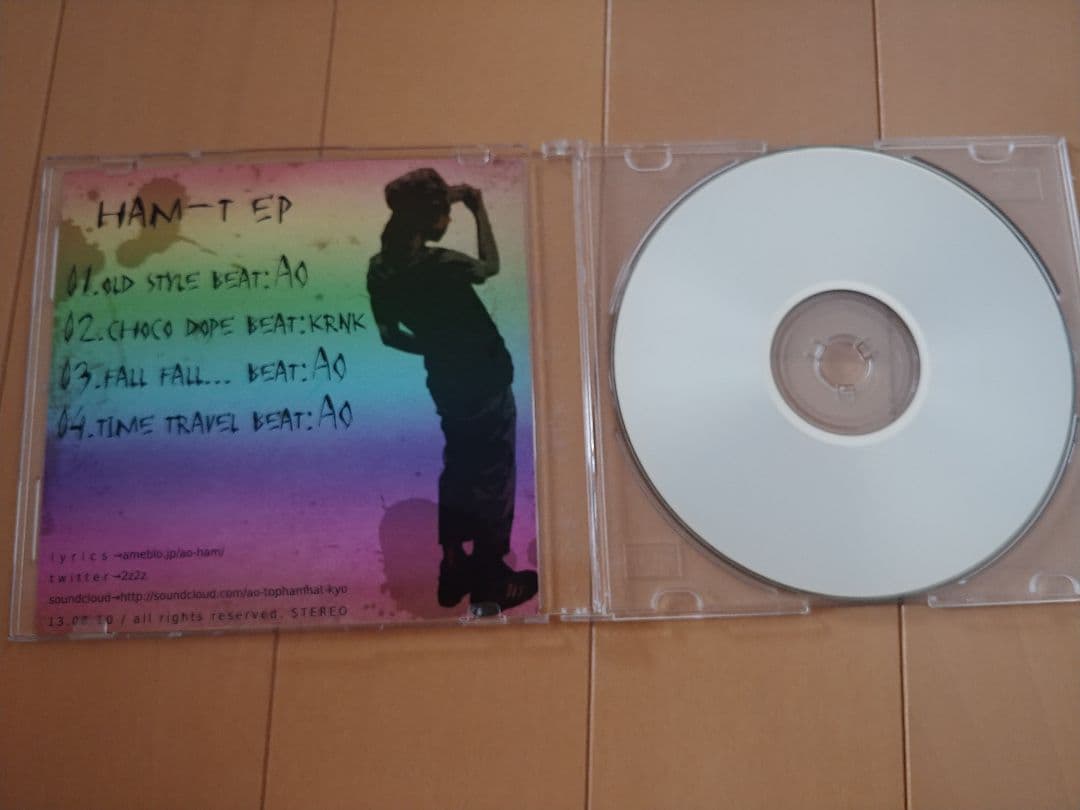 HAM-T EP
01.OLD STYLE BEAT:AO
02.CHOCO DOPE BEAT:KRNK
03.FALL FALL... BEAT:AO
04.TIME TRAVEL BEAT:AO
lyrics→ameblo.jp/ao-ham/
twitter→2z2z
soundcloud→http://soundcloud.com/ao-tophamhat-kyo
13.08.10 / all rights reserved. STEREO